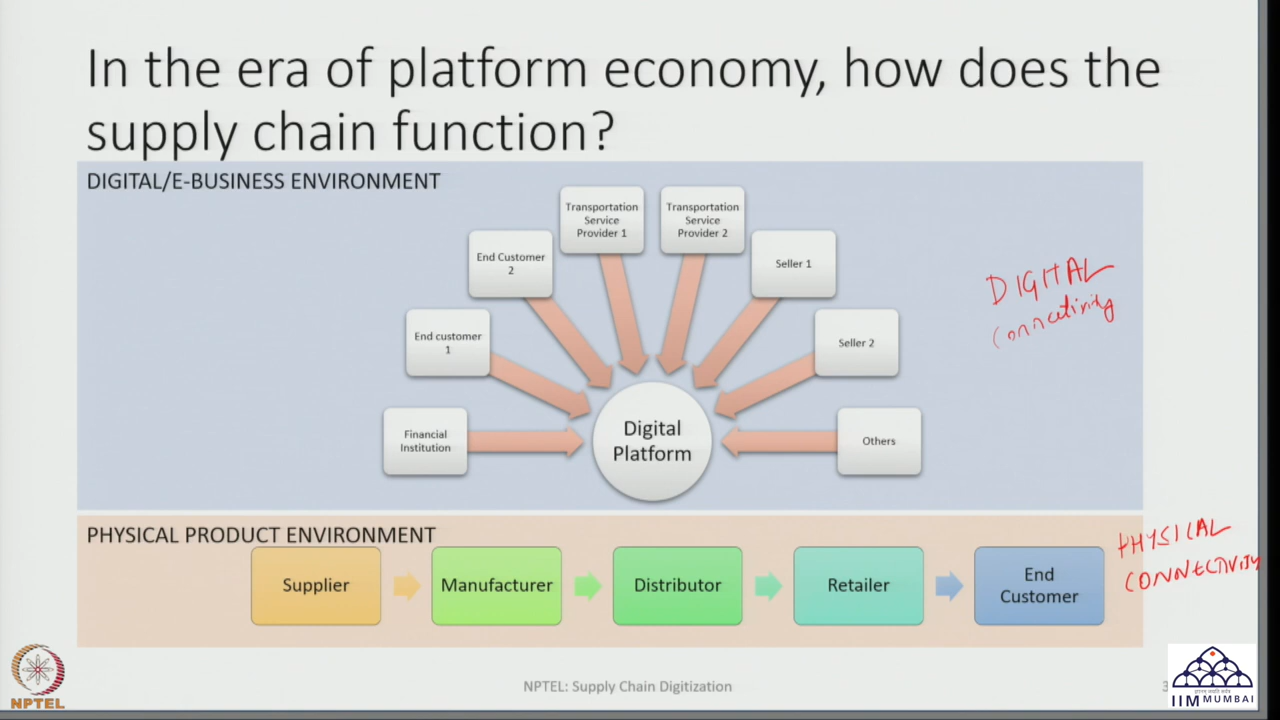 In the era of platform economy, how does the
supply chain function?
DIGITAL/E-BUSINESS ENVIRONMENT
Transportation
Service
Provider 1
Transportation
Service
Provider 2
End Customer
2
Seller 1
End customer
1
Seller 2
Financial
Institution
Digital
Platform
Others
DIGITAL
Connectivity
PHYSICAL PRODUCT ENVIRONMENT
Supplier
Manufacturer
Distributor
Retailer
End
Customer
PHYSICAL
CONNECTIVITY
NPTEL
NPTEL: Supply Chain Digitization
IIM MUMBAI